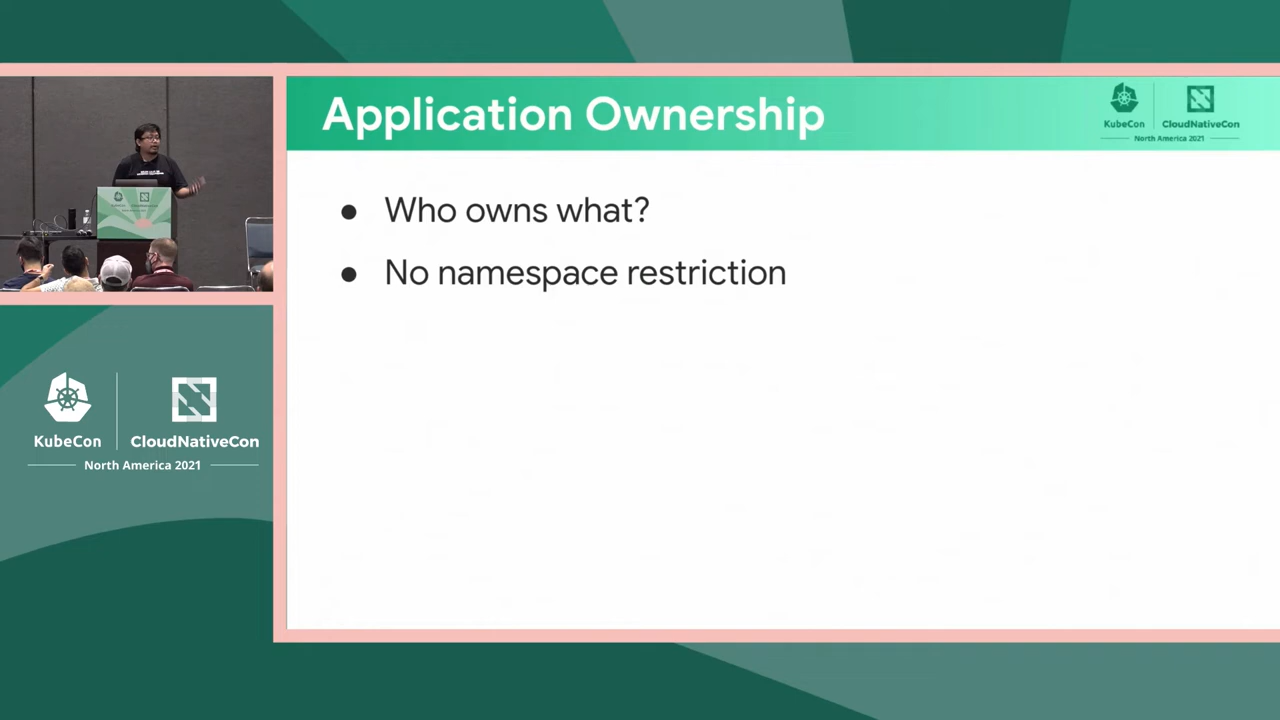 Application Ownership
KubeCon
CloudNativeCon
North America 2021
● Who owns what?
● No namespace restriction
KubeCon
CloudNativeCon
North America 2021